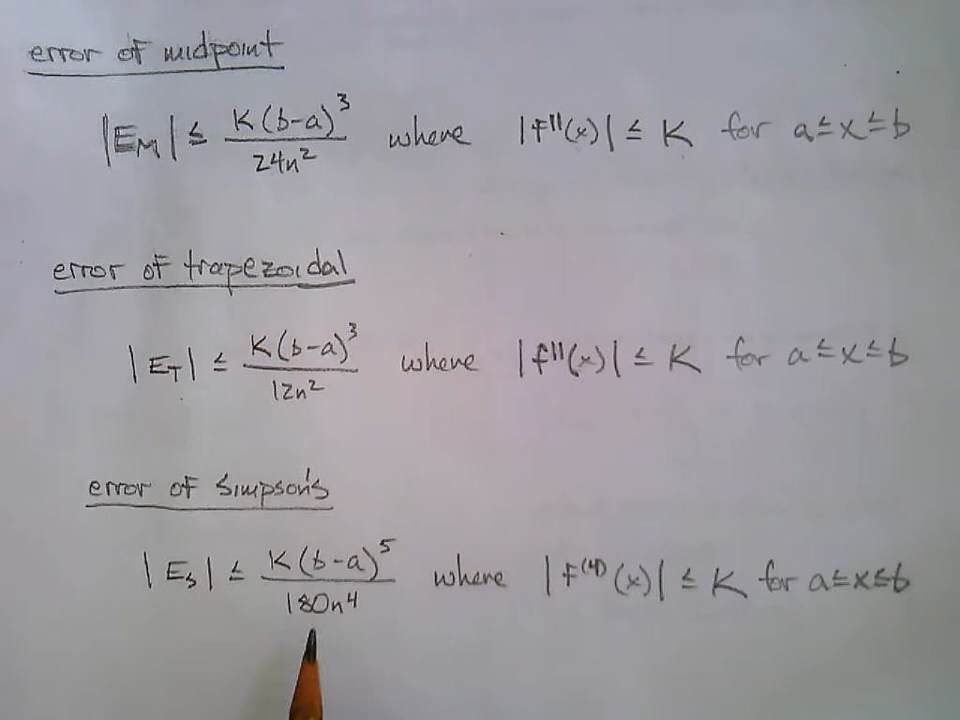 error of midpoint
|E_M| ≤ K(b-a)^3 / 24n^2 where |f''(x)| ≤ K for a≤x≤b
error of trapezoidal
|E_T| ≤ K(b-a)^3 / 12n^2 where |f''(x)| ≤ K for a≤x≤b
error of Simpson's
|E_S| ≤ K(b-a)^5 / 180n^4 where |f^(4)(x)| ≤ K for a≤x≤b